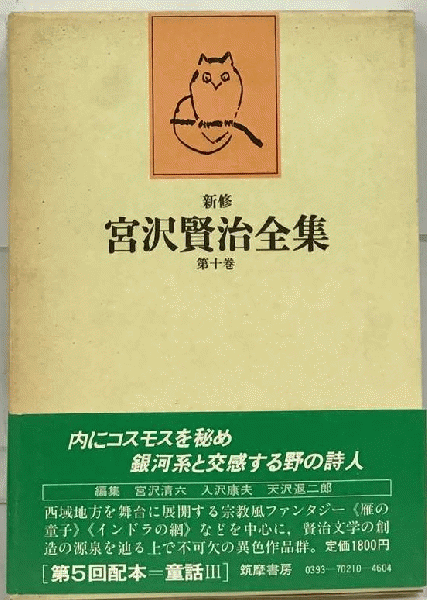 新修
宮沢賢治全集
第十巻
内にコスモスを秘め
銀河系と交感する野の詩人
編集 宮沢清六 入沢康夫 天沢退二郎
西域地方を舞台に展開する宗教風ファンタジー《雁の
童子》《インドラの網》などを中心に，賢治文学の創
造の源泉を辿る上で不可欠の異色作品群。定価1800円
［第5回配本＝童話III］ 筑摩書房 0393-70210-4604